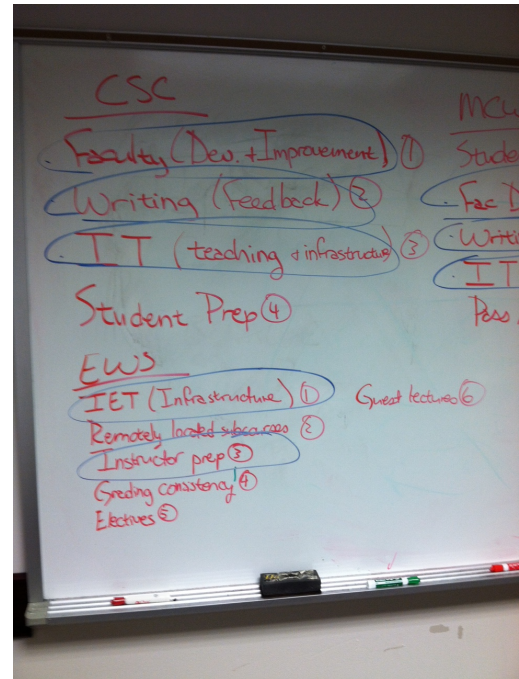 CSC
· Faculty (Dev. + Improvement) ①
· Writing (Feedback) ②
· IT (teaching + infrastructure) ③
Student Prep ④
EWS
IET (Infrastructure) ①
Remotely located subcourses ②
Instructor prep ③
Grading consistency ④
Electives ⑤
Guest lectures ⑥
MCW
Stude
· Fac D
· Writi
· IT
Pass